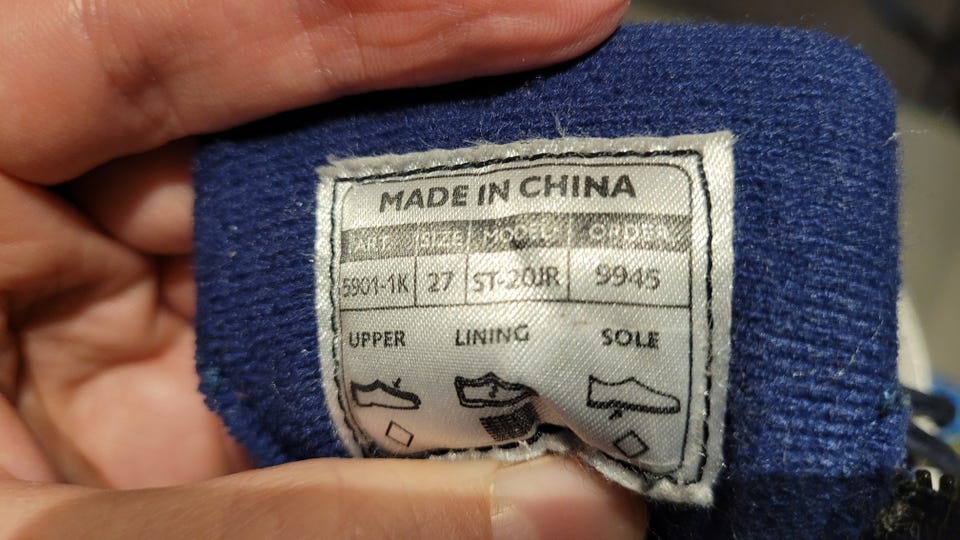 MADE IN CHINA
ART. SIZE MODEL ORDER
5901-1K 27 ST-20JR 9945
UPPER LINING SOLE